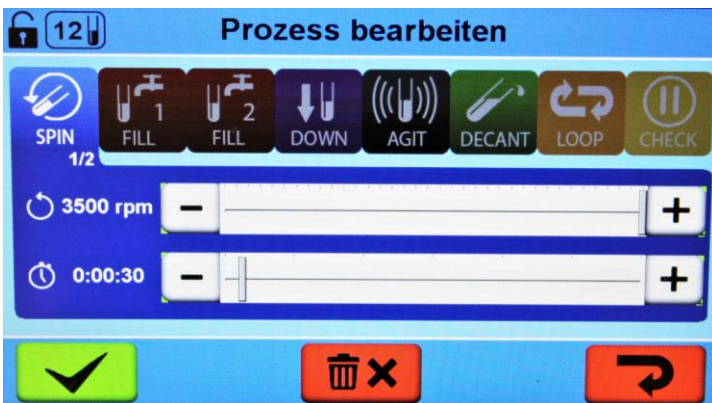 12
Prozess bearbeiten
1
2
SPIN
FILL
FILL
DOWN
AGIT
DECANT
LOOP
CHECK
1/2
3500 rpm
− +
0:00:30
− +